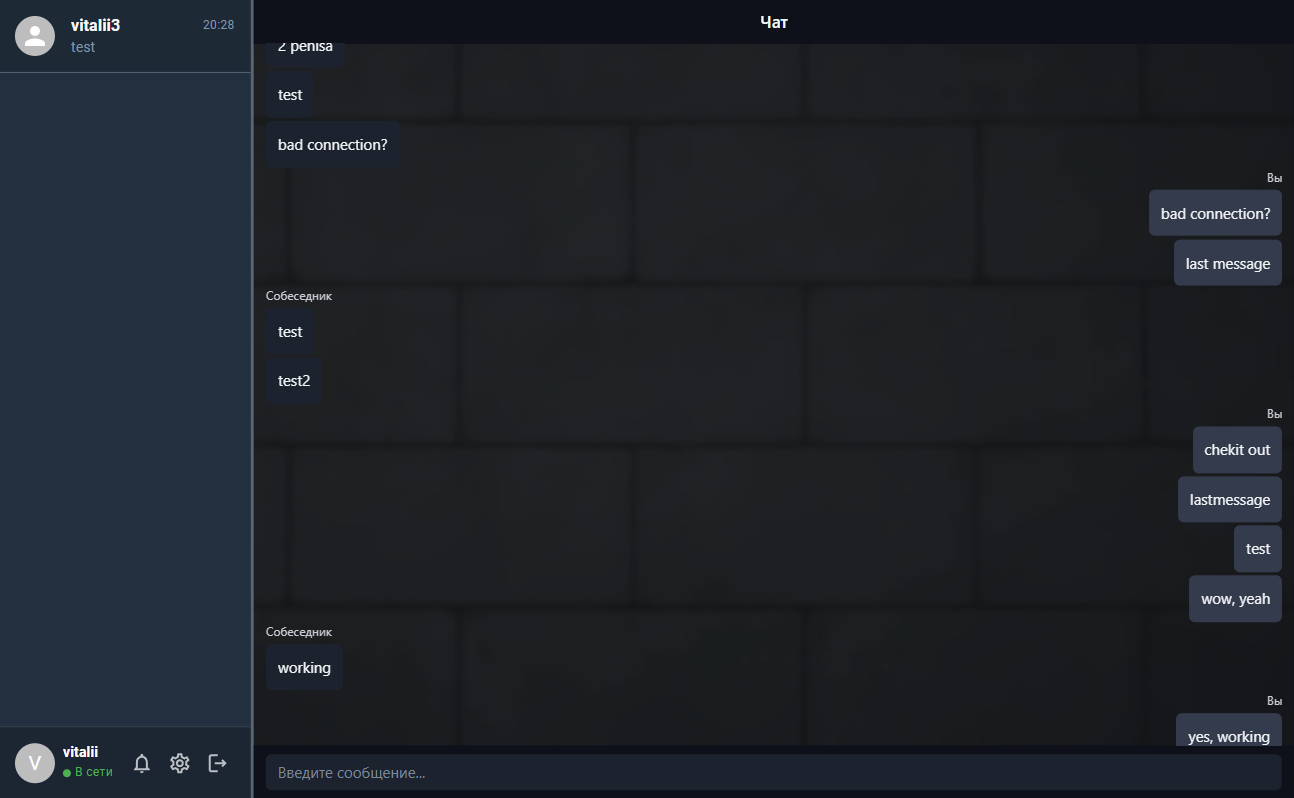 vitalii3
20:28
test
Чат
2 penisa
test
bad connection?
Вы
bad connection?
last message
Собеседник
test
test2
Вы
chekit out
lastmessage
test
wow, yeah
Собеседник
working
Вы
yes, working
V
vitalii
В сети
Введите сообщение...